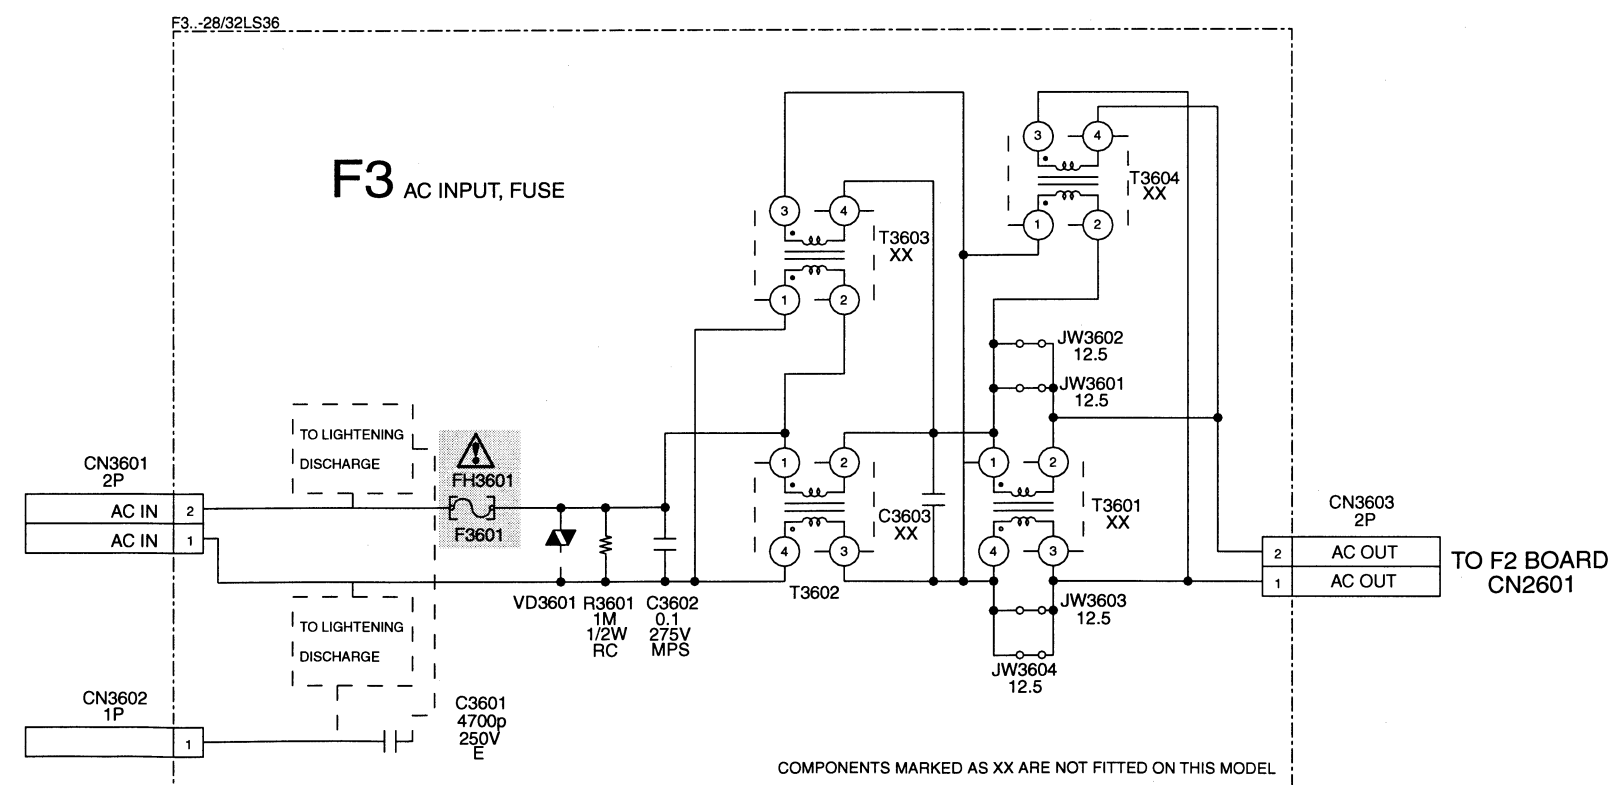 F3..-28/32LS36
F3 AC INPUT, FUSE
3
4
T3604
XX
1
2
3
4
T3603
XX
1
2
JW3602
12.5
JW3601
12.5
TO LIGHTENING
DISCHARGE
FH3601
F3601
CN3601
2P
AC IN 2
AC IN 1
1
2
4
3
T3602
C3603
XX
1
2
4
3
T3601
XX
CN3603
2P
2 AC OUT
1 AC OUT
TO F2 BOARD
CN2601
VD3601
R3601
1M
1/2W
RC
C3602
0.1
275V
MPS
JW3603
12.5
JW3604
12.5
TO LIGHTENING
DISCHARGE
CN3602
1P
1
C3601
4700p
250V
E
COMPONENTS MARKED AS XX ARE NOT FITTED ON THIS MODEL